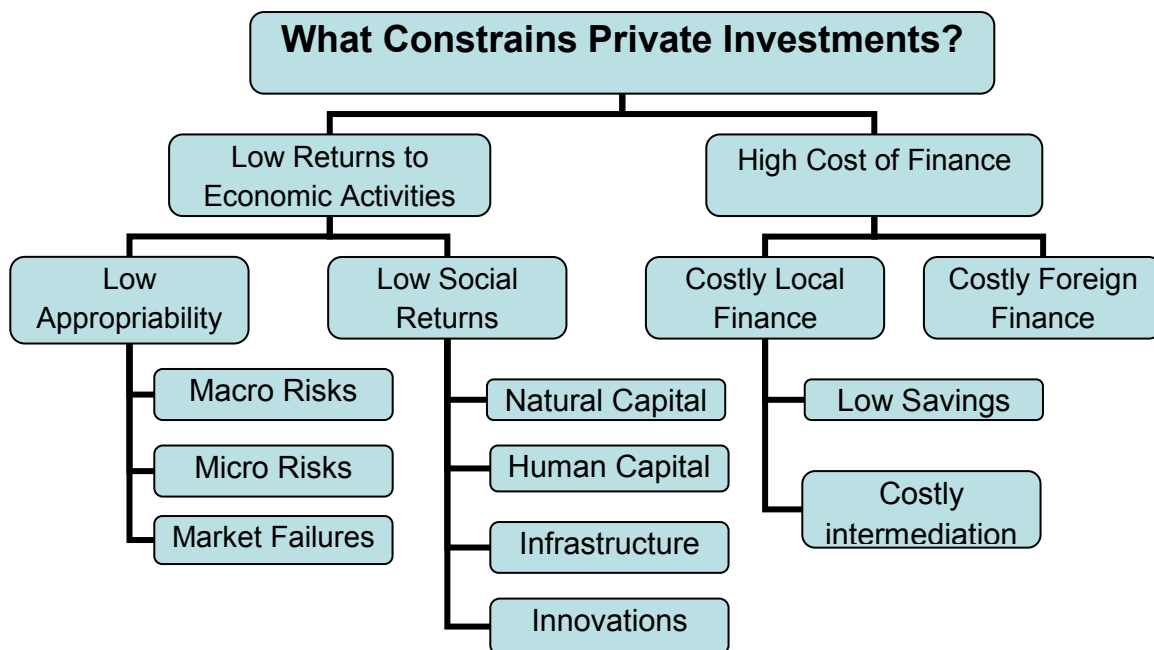 What Constrains Private Investments?
Low Returns to
Economic Activities
High Cost of Finance
Low
Appropriability
Low Social
Returns
Costly Local
Finance
Costly Foreign
Finance
Macro Risks
Micro Risks
Market Failures
Natural Capital
Human Capital
Infrastructure
Innovations
Low Savings
Costly
intermediation